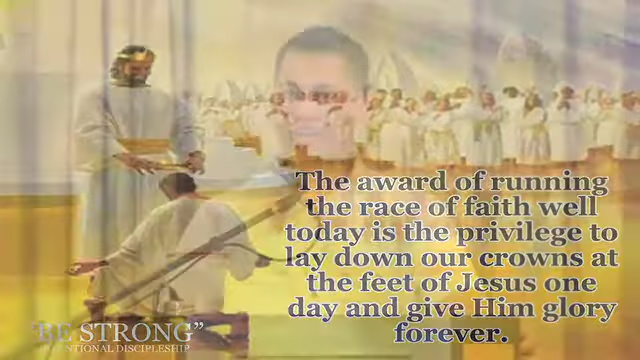 The award of running
the race of faith well
today is the privilege to
lay down our crowns at
the feet of Jesus one
day and give Him glory
forever.
"BE STRONG"
DISCIPLESHIP